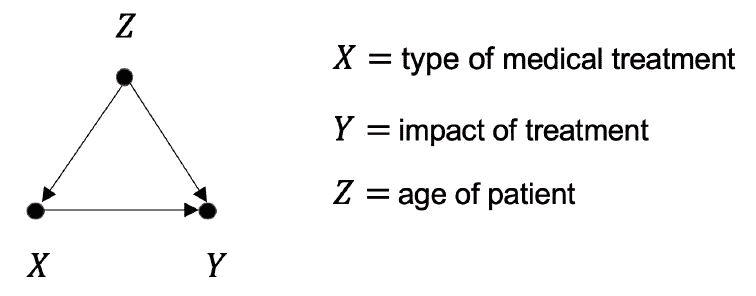 Z
X = type of medical treatment
Y = impact of treatment
Z = age of patient
X Y